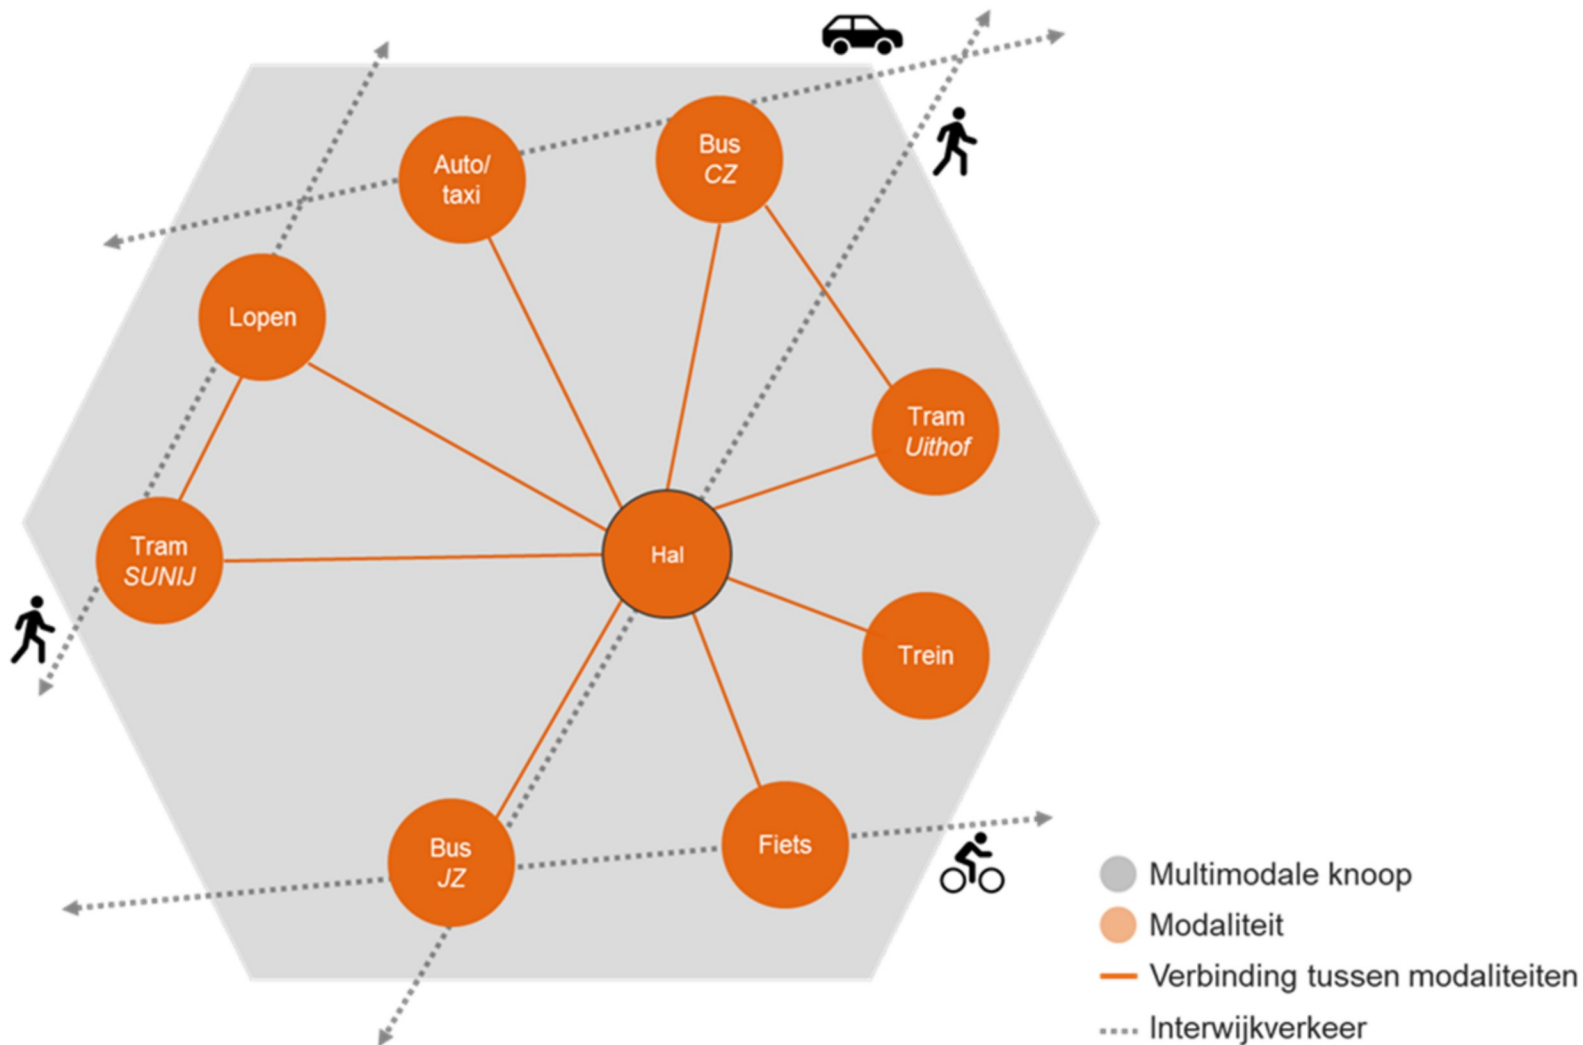 Auto/
taxi
Bus
CZ
Lopen
Tram
Uithof
Tram
SUNIJ
Hal
Trein
Bus
JZ
Fiets
Multimodale knoop
Modaliteit
Verbinding tussen modaliteiten
Interwijkverkeer